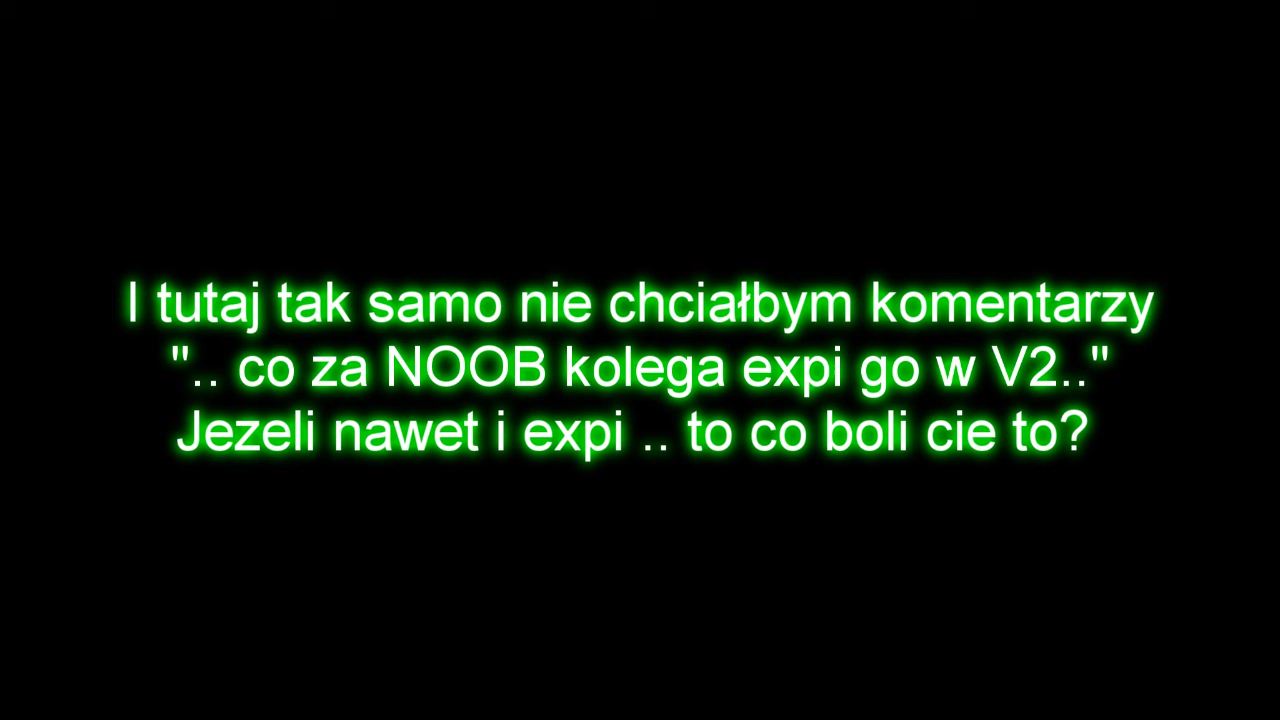 I tutaj tak samo nie chciałbym komentarzy
".. co za NOOB kolega expi go w V2.."
Jezeli nawet i expi .. to co boli cie to?